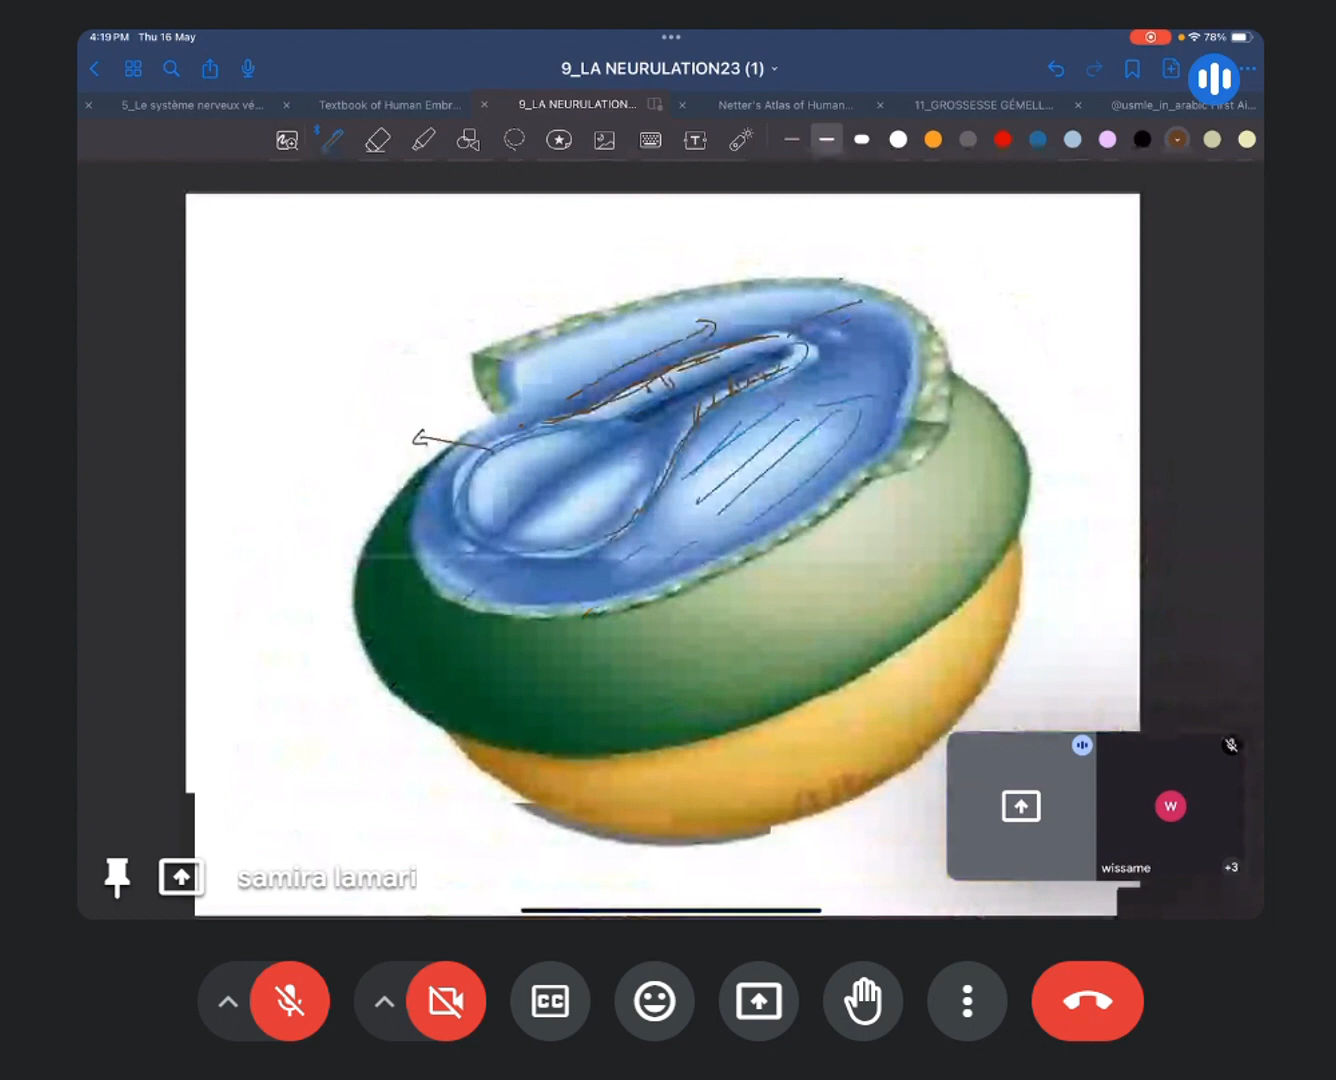 4:19 PM Thu 16 May
78%
9_LA NEURULATION23 (1)
5_Le système nerveux vé...
Textbook of Human Embr...
9_LA NEURULATION...
Netter's Atlas of Human...
11_GROSSESSE GÉMELL...
@usmle_in_arabic First Ai...
T
W
wissame
+3
samira lamari
CC